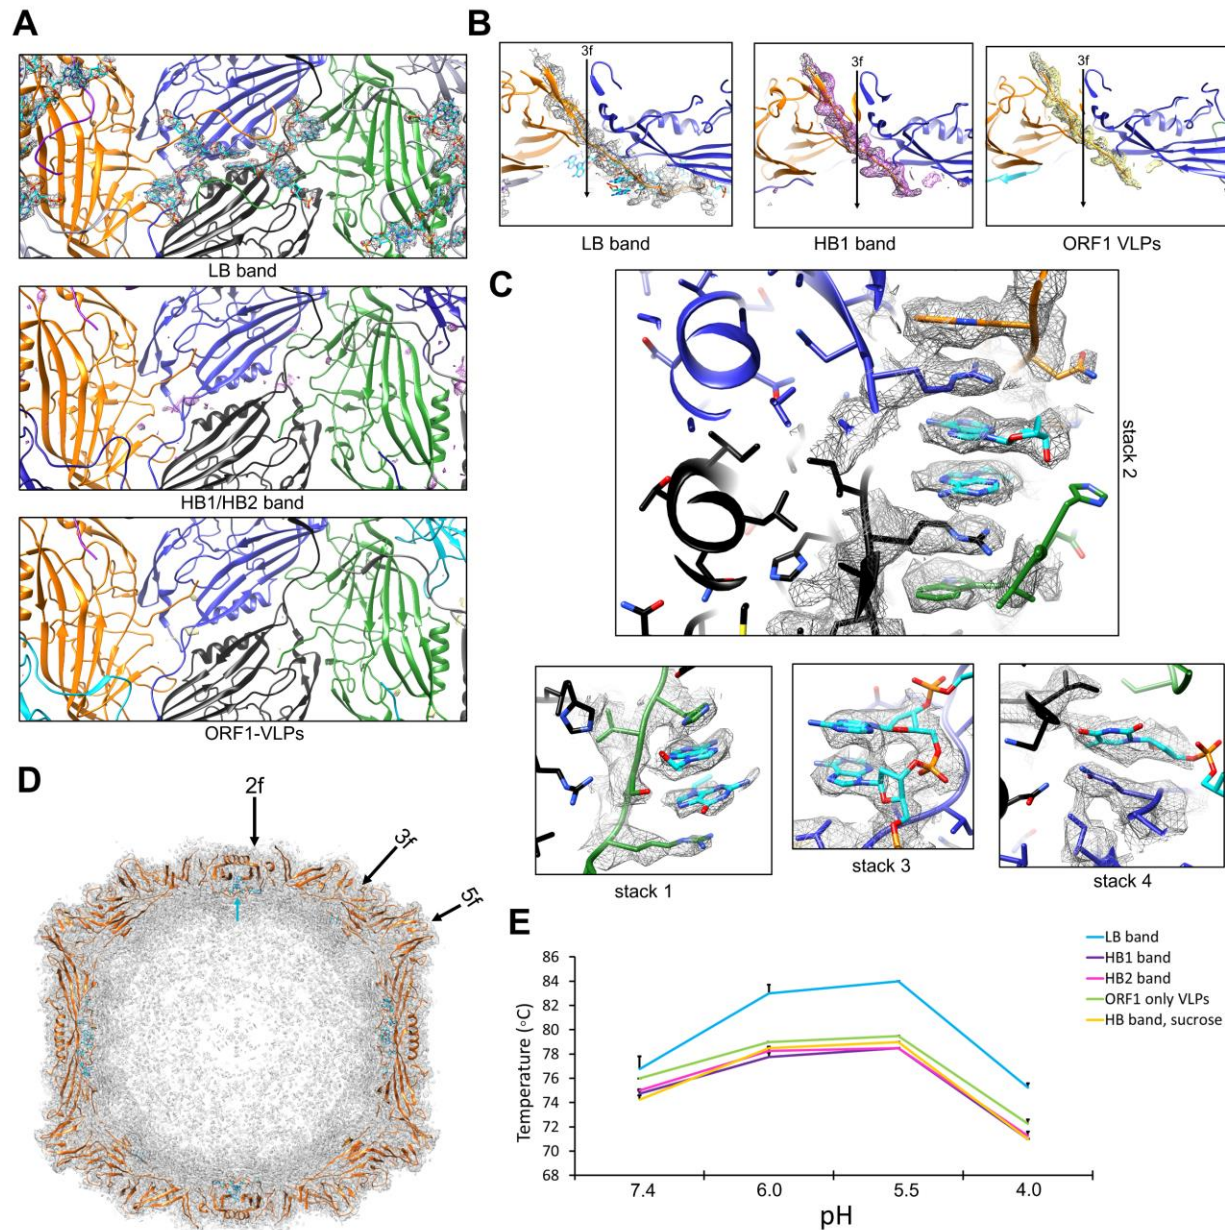 A
LB band
HB1/HB2 band
ORF1-VLPs
B
3f
3f
3f
LB band
HB1 band
ORF1 VLPs
C
stack 2
stack 1
stack 3
stack 4
D
2f
3f
5f
E
86
84
82
80
78
76
74
72
70
68
Temperature (°C)
7.4
6.0
5.5
4.0
pH
LB band
HB1 band
HB2 band
ORF1 only VLPs
HB band, sucrose